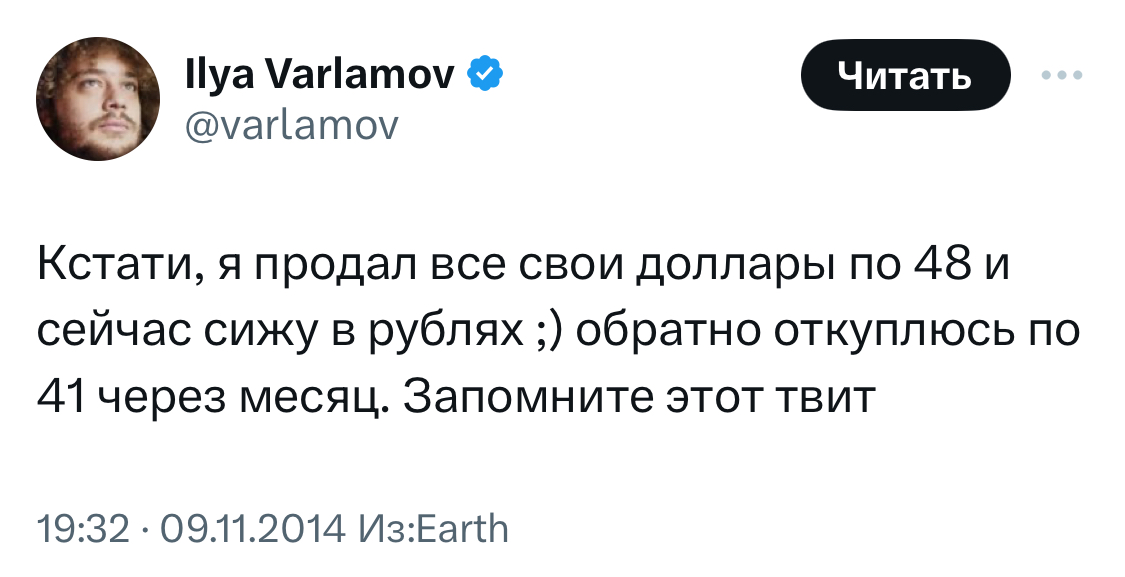 Ilya Varlamov
Читать
@varlamov
Кстати, я продал все свои доллары по 48 и
сейчас сижу в рублях ;) обратно откуплюсь по
41 через месяц. Запомните этот твит
19:32 · 09.11.2014 Из:Earth